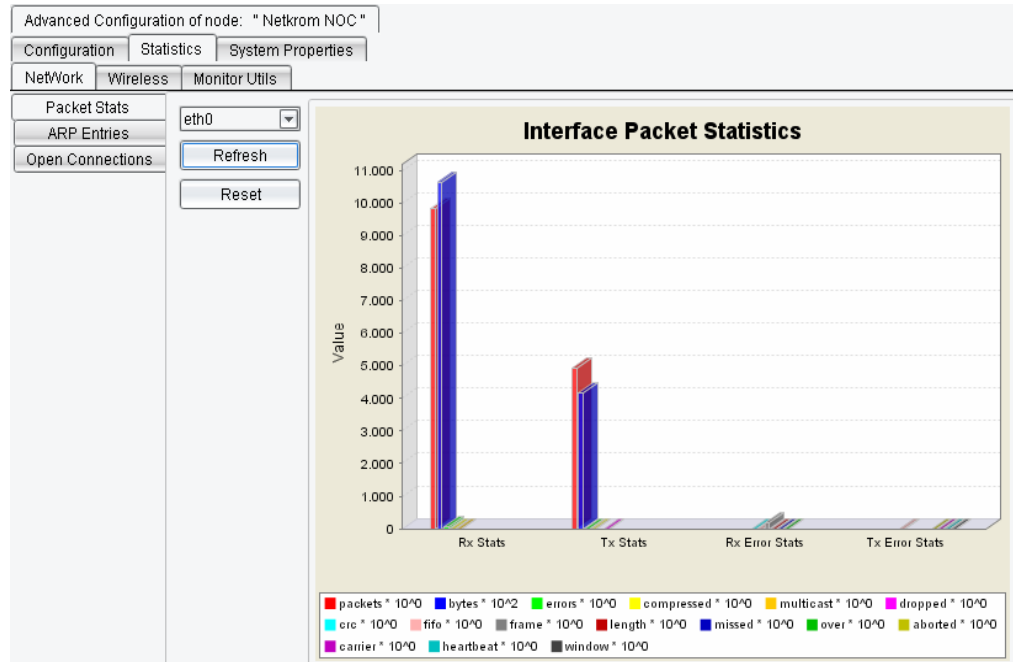 Advanced Configuration of node: " Netkrom NOC "
Configuration Statistics System Properties
NetWork Wireless Monitor Utils
Packet Stats
ARP Entries
Open Connections
eth0
Refresh
Reset
Interface Packet Statistics
Value
11.000
10.000
9.000
8.000
7.000
6.000
5.000
4.000
3.000
2.000
1.000
0
Rx Stats Tx Stats Rx Error Stats Tx Error Stats
packets * 10^0 bytes * 10^2 errors * 10^0 compressed * 10^0 multicast * 10^0 dropped * 10^0
crc * 10^0 fifo * 10^0 frame * 10^0 length * 10^0 missed * 10^0 over * 10^0 aborted * 10^0
carrier * 10^0 heartbeat * 10^0 window * 10^0